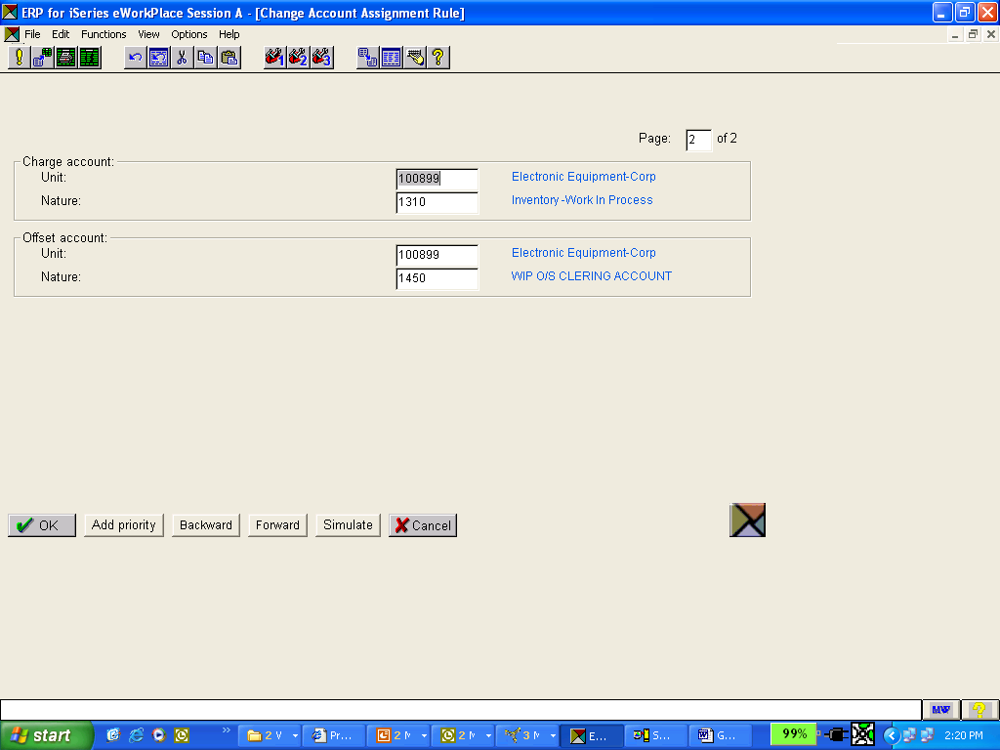 ERP for iSeries eWorkPlace Session A - [Change Account Assignment Rule]
File Edit Functions View Options Help
1 2 3 ?
Page: 2 of 2
Charge account:
Unit: 100899 Electronic Equipment-Corp
Nature: 1310 Inventory-Work In Process
Offset account:
Unit: 100899 Electronic Equipment-Corp
Nature: 1450 WIP O/S CLERING ACCOUNT
OK Add priority Backward Forward Simulate Cancel
MW ?
start » 2 V Pr... 2 M 2 M 3 M E... S... G... 99% 2:20 PM